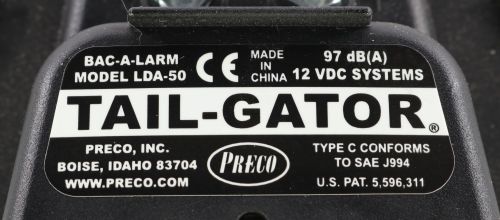 BAC-A-LARM
MODEL LDA-50
CE
MADE
IN
CHINA
97 dB(A)
12 VDC SYSTEMS
TAIL-GATOR®
PRECO, INC.
BOISE, IDAHO 83704
WWW.PRECO.COM
PRECO
TYPE C CONFORMS
TO SAE J994
U.S. PAT. 5,596,311